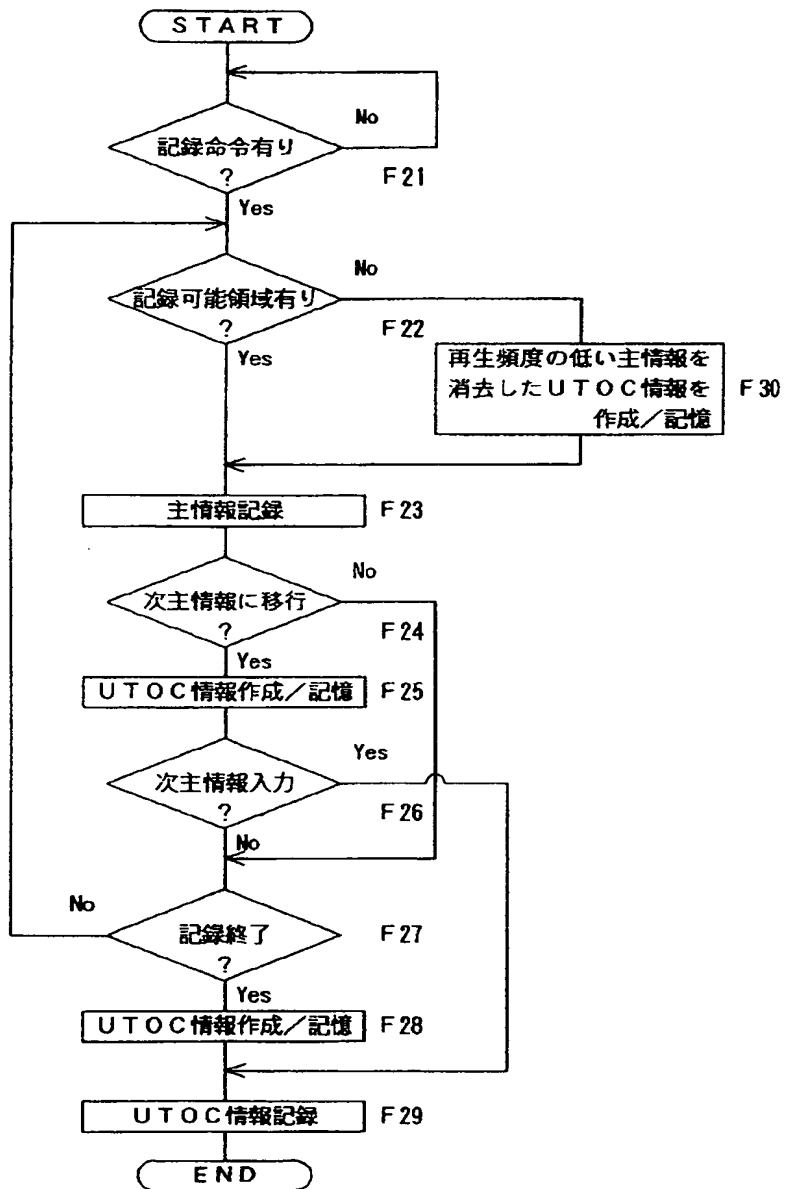 START
No
記録命令有り
?
F21
Yes
No
記録可能領域有り
?
F22
Yes
再生頻度の低い主情報を
消去したUTOC情報を
作成/記憶
F30
主情報記録
F23
No
次主情報に移行
?
F24
Yes
UTOC情報作成/記憶
F25
Yes
次主情報入力
?
F26
No
No
記録終了
?
F27
Yes
UTOC情報作成/記憶
F28
UTOC情報記録
F29
END